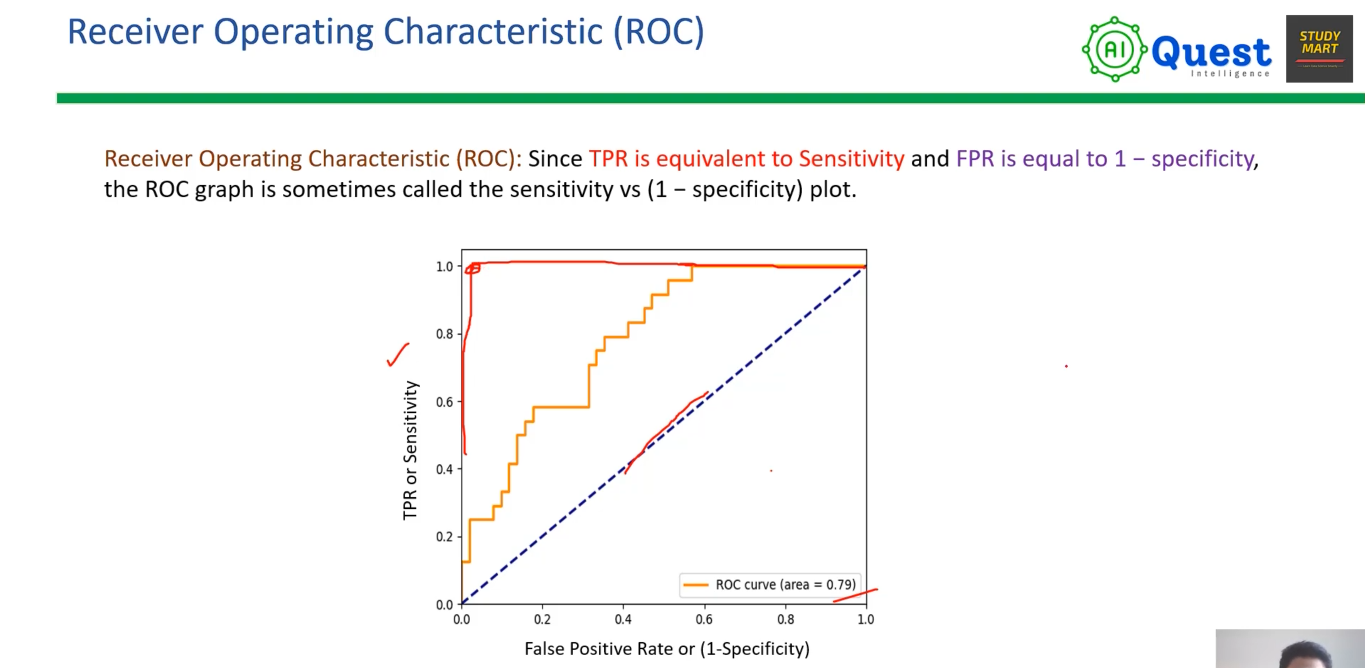 Receiver Operating Characteristic (ROC)
AI Quest
Intelligence
STUDY
MART
Receiver Operating Characteristic (ROC): Since TPR is equivalent to Sensitivity and FPR is equal to 1 − specificity,
the ROC graph is sometimes called the sensitivity vs (1 − specificity) plot.
1.0
0.8
0.6
0.4
0.2
0.0
TPR or Sensitivity
ROC curve (area = 0.79)
0.0 0.2 0.4 0.6 0.8 1.0
False Positive Rate or (1-Specificity)